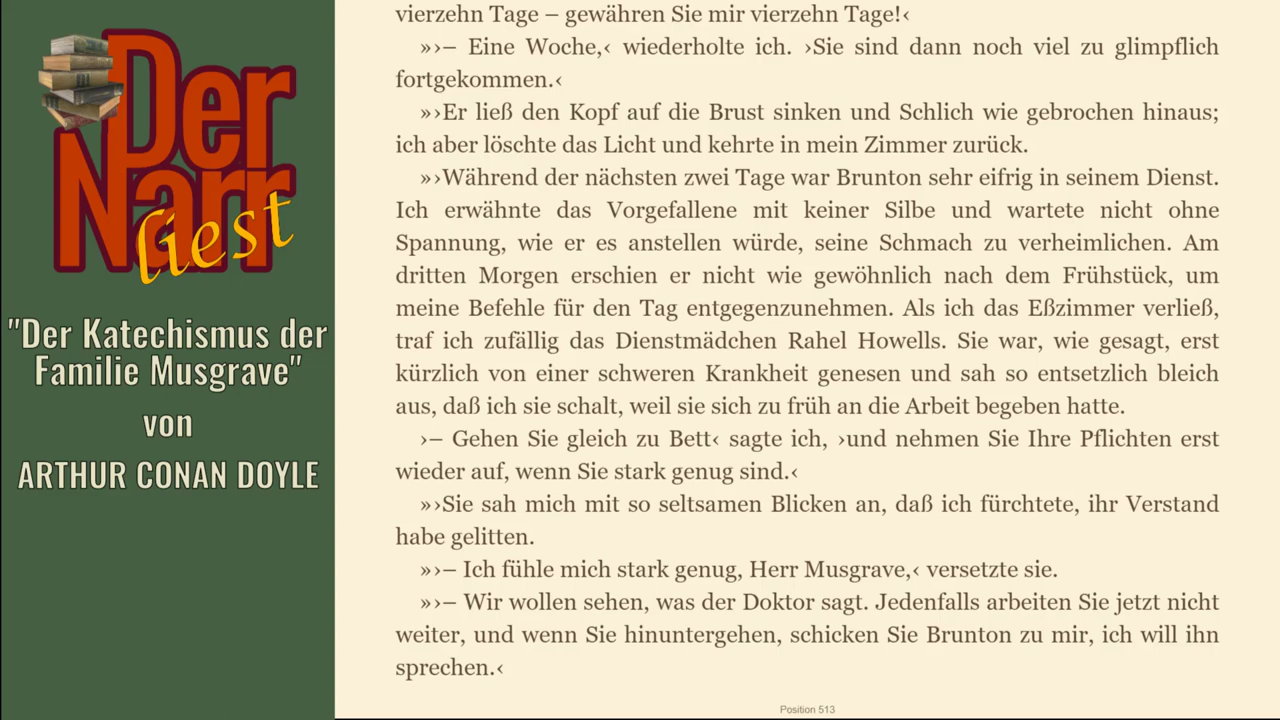 Der
Narr
liest
"Der Katechismus der
Familie Musgrave"
von
ARTHUR CONAN DOYLE
vierzehn Tage – gewähren Sie mir vierzehn Tage!‹
»›– Eine Woche,‹ wiederholte ich. ›Sie sind dann noch viel zu glimpflich
fortgekommen.‹
»›Er ließ den Kopf auf die Brust sinken und Schlich wie gebrochen hinaus;
ich aber löschte das Licht und kehrte in mein Zimmer zurück.
»›Während der nächsten zwei Tage war Brunton sehr eifrig in seinem Dienst.
Ich erwähnte das Vorgefallene mit keiner Silbe und wartete nicht ohne
Spannung, wie er es anstellen würde, seine Schmach zu verheimlichen. Am
dritten Morgen erschien er nicht wie gewöhnlich nach dem Frühstück, um
meine Befehle für den Tag entgegenzunehmen. Als ich das Eßzimmer verließ,
traf ich zufällig das Dienstmädchen Rahel Howells. Sie war, wie gesagt, erst
kürzlich von einer schweren Krankheit genesen und sah so entsetzlich bleich
aus, daß ich sie schalt, weil sie sich zu früh an die Arbeit begeben hatte.
›– Gehen Sie gleich zu Bett‹ sagte ich, ›und nehmen Sie Ihre Pflichten erst
wieder auf, wenn Sie stark genug sind.‹
»›Sie sah mich mit so seltsamen Blicken an, daß ich fürchtete, ihr Verstand
habe gelitten.
»›– Ich fühle mich stark genug, Herr Musgrave,‹ versetzte sie.
»›– Wir wollen sehen, was der Doktor sagt. Jedenfalls arbeiten Sie jetzt nicht
weiter, und wenn Sie hinuntergehen, schicken Sie Brunton zu mir, ich will ihn
sprechen.‹
Position 513